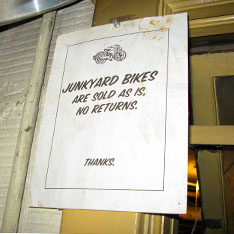 JUNKYARD BIKES
ARE SOLD AS IS.
NO RETURNS.
THANKS.